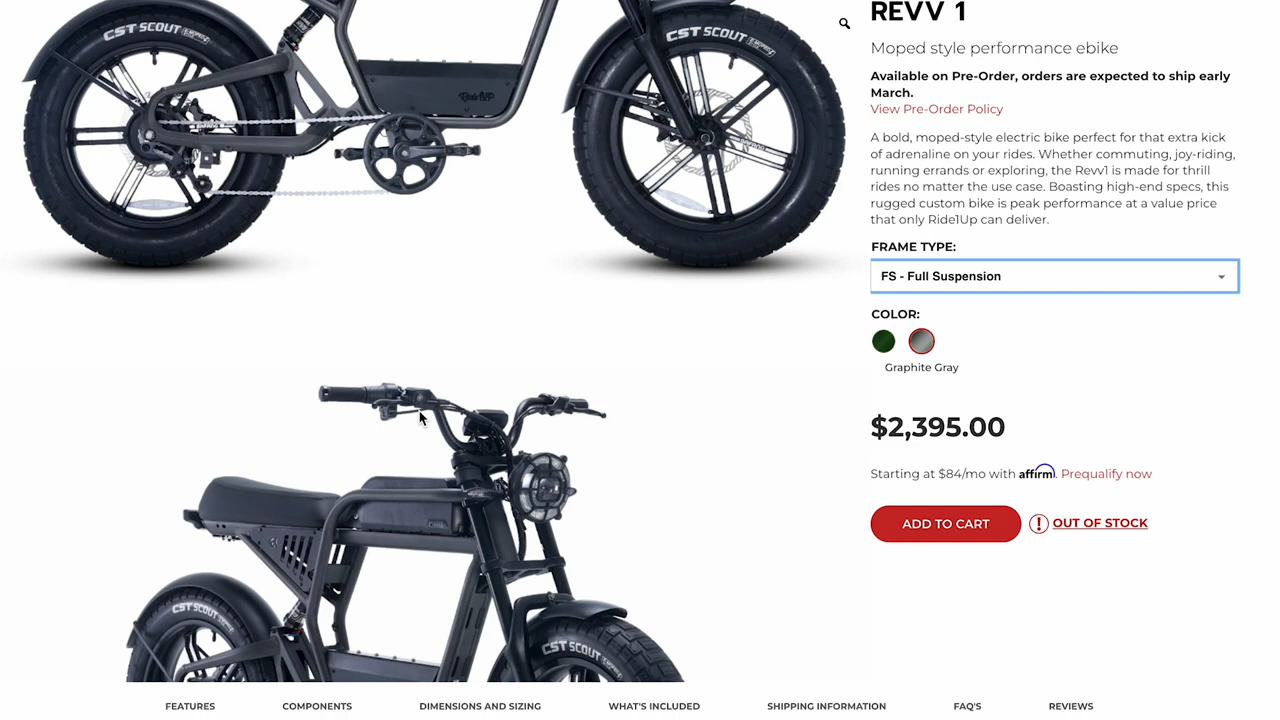 REVV 1
Moped style performance ebike
Available on Pre-Order, orders are expected to ship early
March.
View Pre-Order Policy
A bold, moped-style electric bike perfect for that extra kick
of adrenaline on your rides. Whether commuting, joy-riding,
running errands or exploring, the Revv1 is made for thrill
rides no matter the use case. Boasting high-end specs, this
rugged custom bike is peak performance at a value price
that only Ride1Up can deliver.
FRAME TYPE:
FS - Full Suspension
COLOR:
Graphite Gray
$2,395.00
Starting at $84/mo with affirm. Prequalify now
ADD TO CART
! OUT OF STOCK
CST SCOUT
CST SCOUT
Ride1UP
CST SCOUT
CST SCOUT
FEATURES
COMPONENTS
DIMENSIONS AND SIZING
WHAT'S INCLUDED
SHIPPING INFORMATION
FAQ'S
REVIEWS